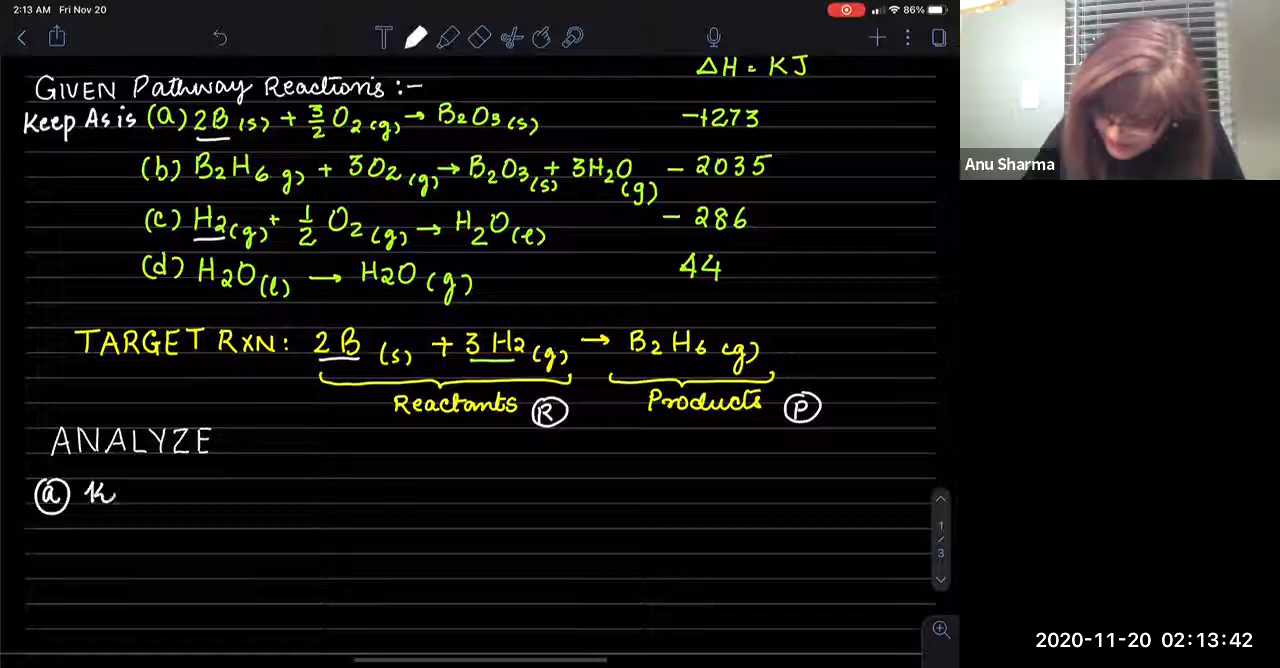 2:13 AM Fri Nov 20
86%
ΔH = KJ
GIVEN Pathway Reactions :-
Keep As is (a) 2B (s) + 3/2 O2 (g) → B2O3 (s) -1273
(b) B2H6 g) + 3O2 (g) → B2O3 (s) + 3H2O (g) - 2035
(c) H2 (g) + 1/2 O2 (g) → H2O (l) - 286
(d) H2O (l) → H2O (g) 44
TARGET RXN: 2B (s) + 3 H2 (g) → B2H6 (g)
Reactants R Products P
ANALYZE
a K
1
/
3
Anu Sharma
2020-11-20 02:13:42